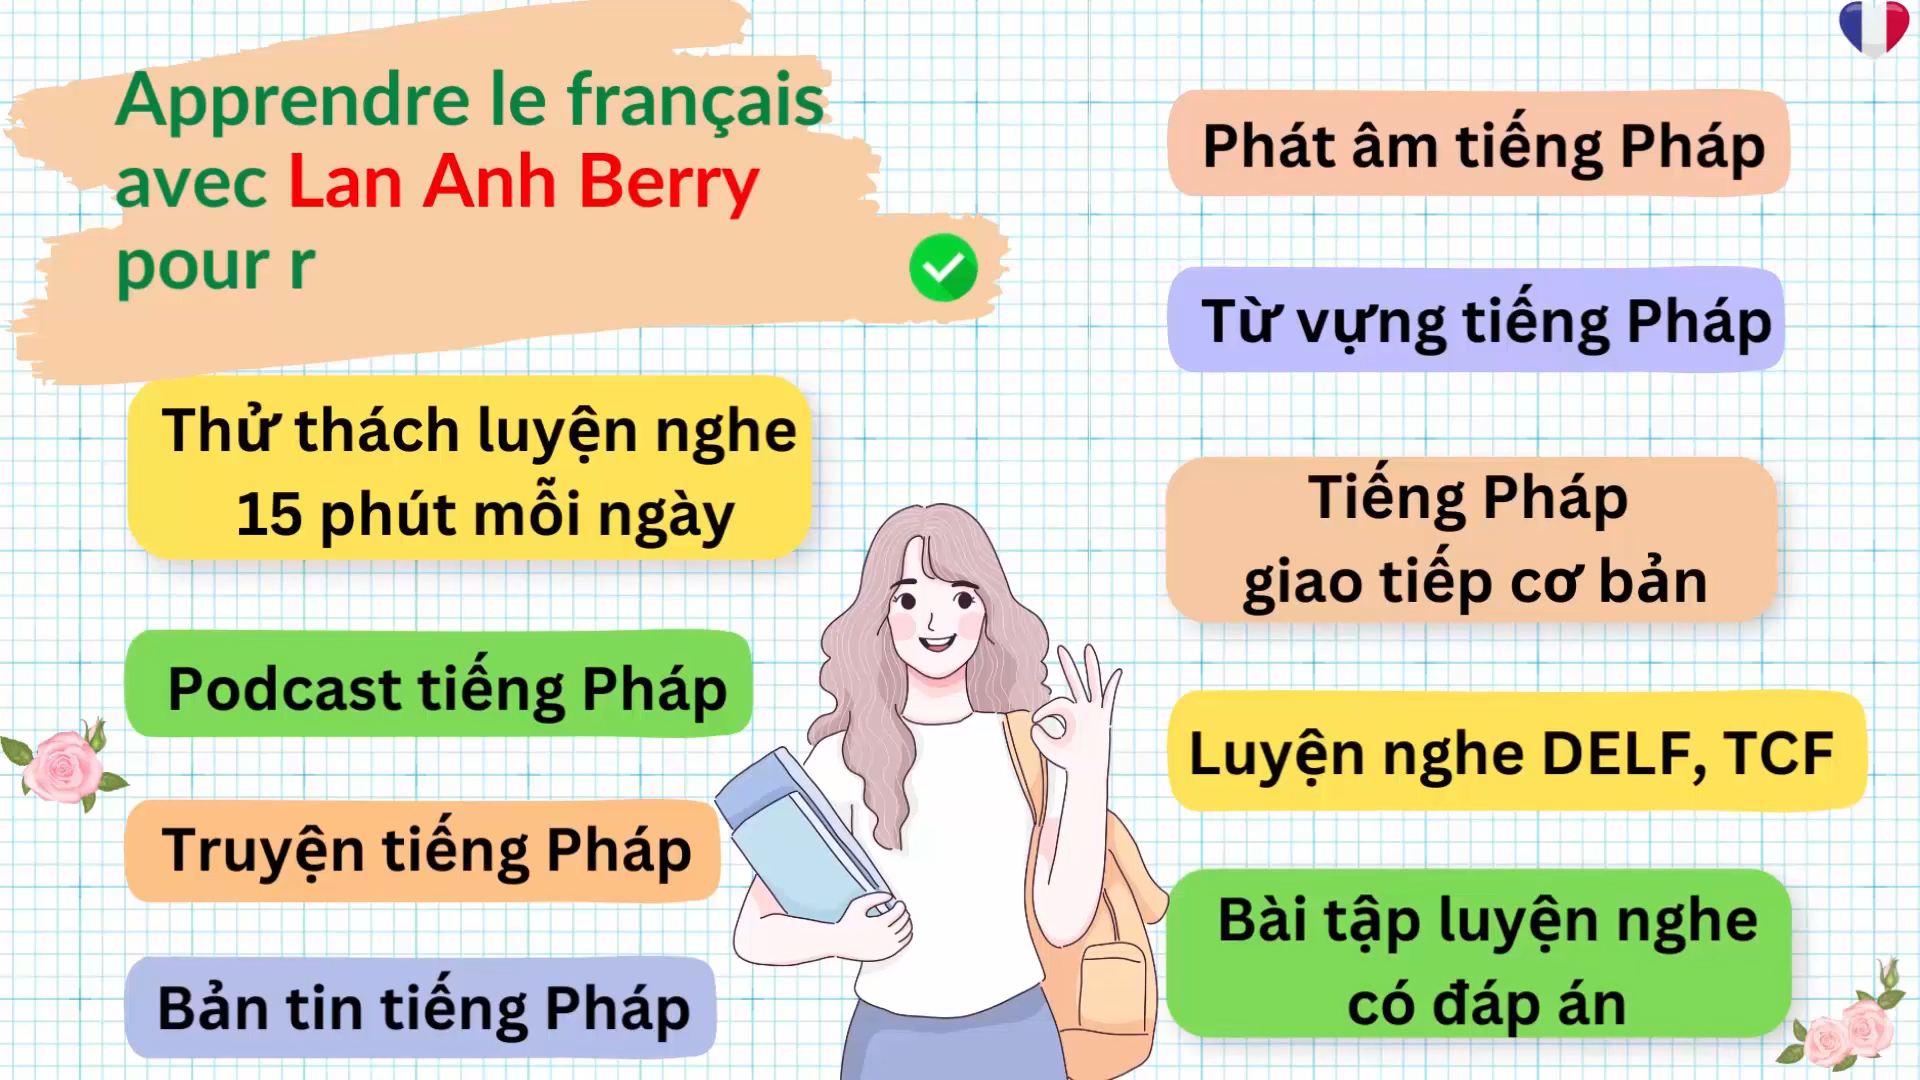 Apprendre le français
avec Lan Anh Berry
pour r
Thử thách luyện nghe
15 phút mỗi ngày
Podcast tiếng Pháp
Truyện tiếng Pháp
Bản tin tiếng Pháp
Phát âm tiếng Pháp
Từ vựng tiếng Pháp
Tiếng Pháp
giao tiếp cơ bản
Luyện nghe DELF, TCF
Bài tập luyện nghe
có đáp án